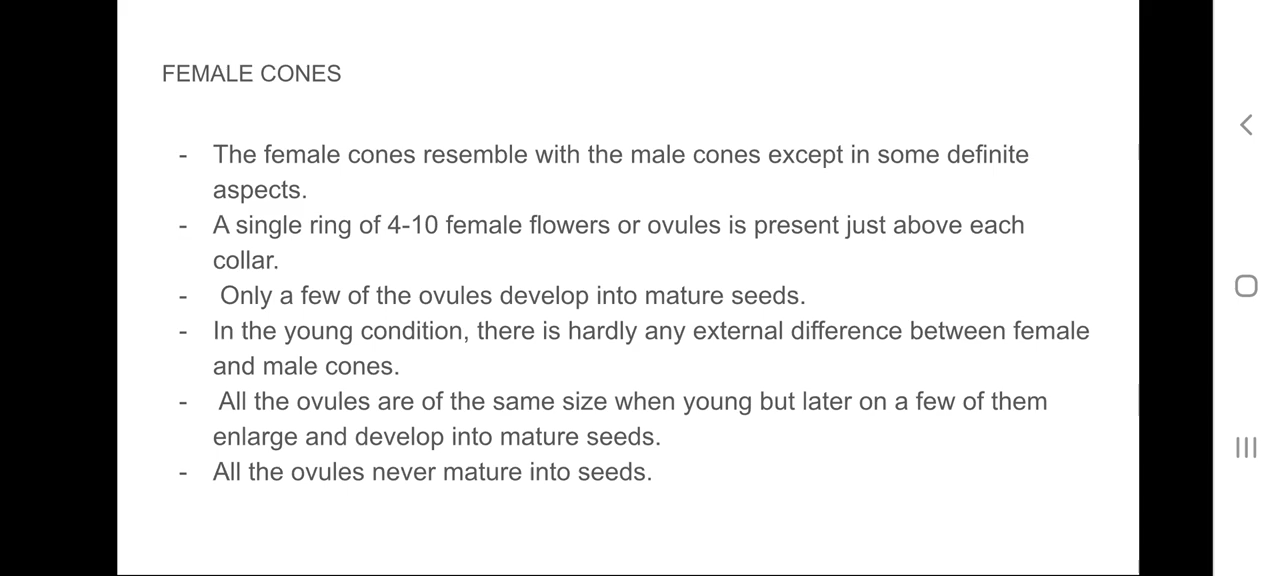 FEMALE CONES
- The female cones resemble with the male cones except in some definite
aspects.
- A single ring of 4-10 female flowers or ovules is present just above each
collar.
- Only a few of the ovules develop into mature seeds.
- In the young condition, there is hardly any external difference between female
and male cones.
- All the ovules are of the same size when young but later on a few of them
enlarge and develop into mature seeds.
- All the ovules never mature into seeds.